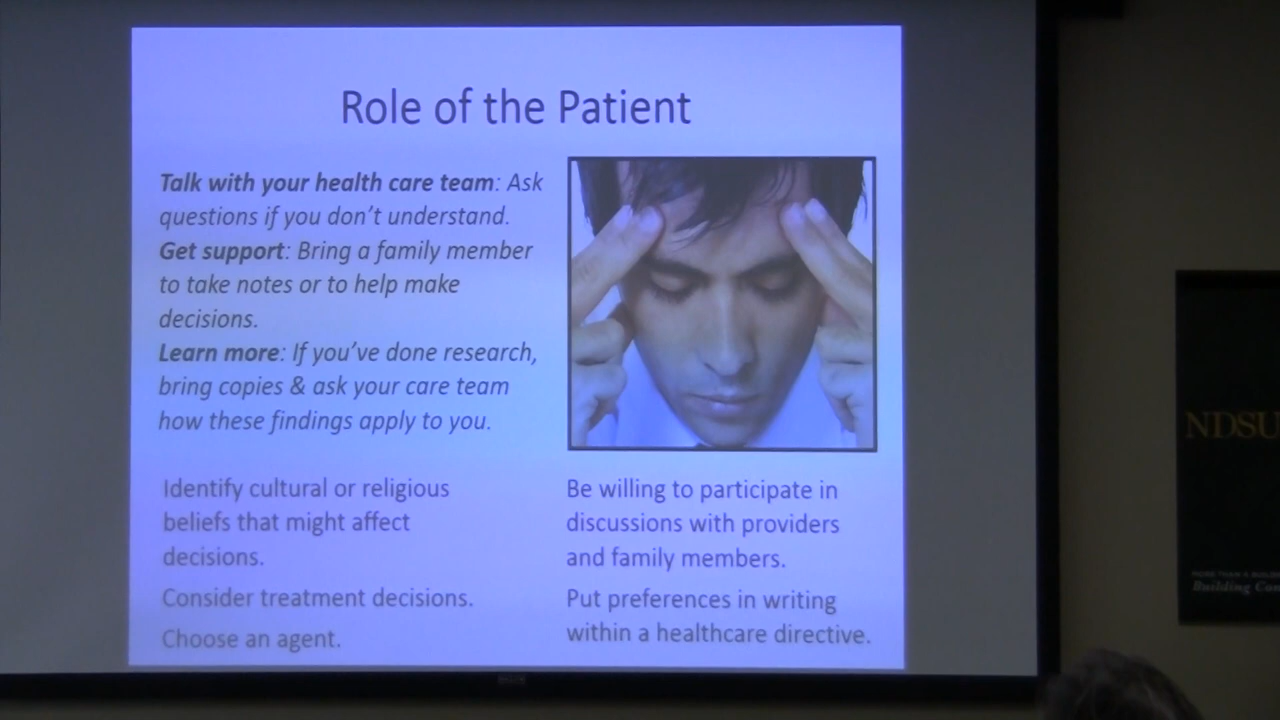 Role of the Patient
Talk with your health care team: Ask
questions if you don't understand.
Get support: Bring a family member
to take notes or to help make
decisions.
Learn more: If you've done research,
bring copies & ask your care team
how these findings apply to you.
Identify cultural or religious
beliefs that might affect
decisions.
Consider treatment decisions.
Choose an agent.
Be willing to participate in
discussions with providers
and family members.
Put preferences in writing
within a healthcare directive.
NDSU
Building